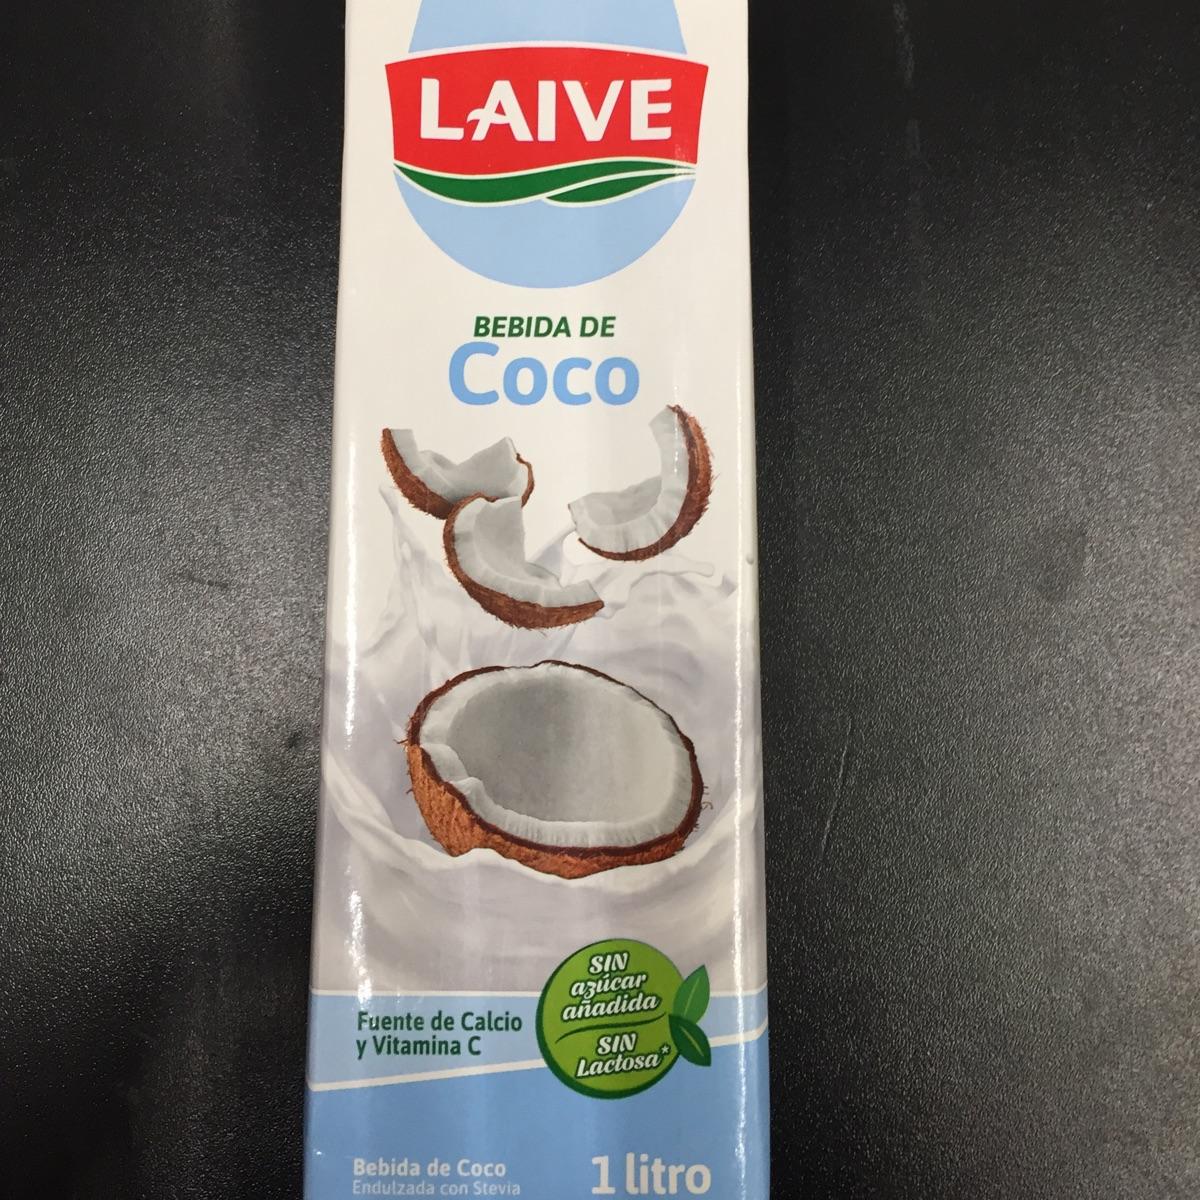 LAIVE
BEBIDA DE
Coco
SIN
azúcar
añadida
SIN
Lactosa*
Fuente de Calcio
y Vitamina C
Bebida de Coco
Endulzada con Stevia
1 litro